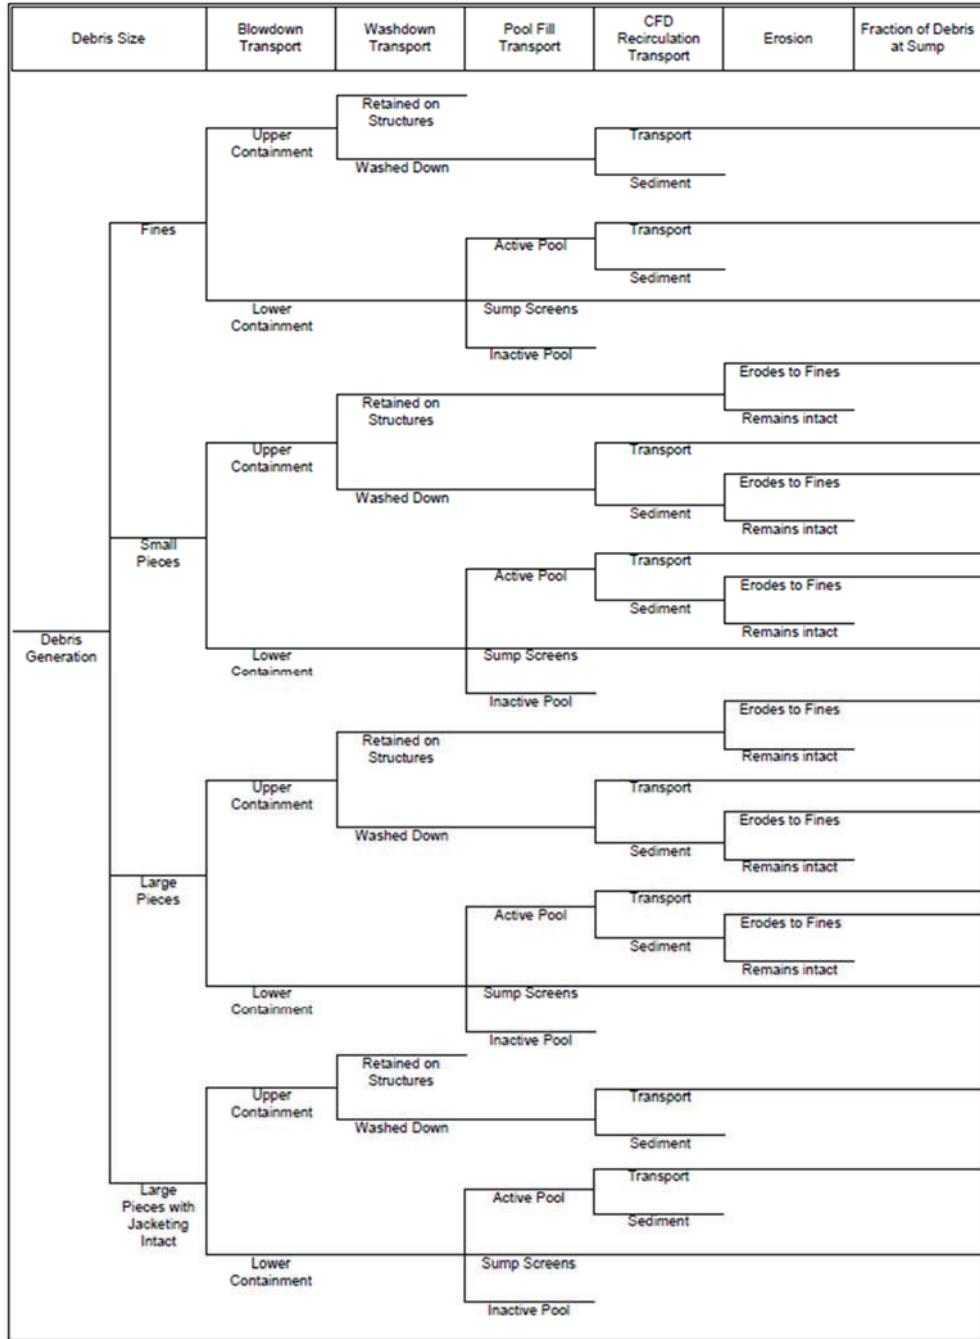 Debris Size
Blowdown
Transport
Washdown
Transport
Pool Fill
Transport
CFD
Recirculation
Transport
Erosion
Fraction of Debris
at Sump
Retained on
Structures
Upper
Containment
Transport
Washed Down
Sediment
Fines
Transport
Active Pool
Sediment
Lower
Containment
Sump Screens
Inactive Pool
Erodes to Fines
Retained on
Structures
Remains intact
Upper
Containment
Transport
Erodes to Fines
Washed Down
Sediment
Remains intact
Small
Pieces
Transport
Active Pool
Erodes to Fines
Sediment
Remains intact
Debris
Generation
Lower
Containment
Sump Screens
Inactive Pool
Erodes to Fines
Retained on
Structures
Remains intact
Upper
Containment
Transport
Erodes to Fines
Washed Down
Sediment
Remains intact
Large
Pieces
Transport
Active Pool
Erodes to Fines
Sediment
Remains intact
Lower
Containment
Sump Screens
Inactive Pool
Retained on
Structures
Upper
Containment
Transport
Washed Down
Sediment
Large
Pieces with
Jacketing
Intact
Transport
Active Pool
Sediment
Lower
Containment
Sump Screens
Inactive Pool